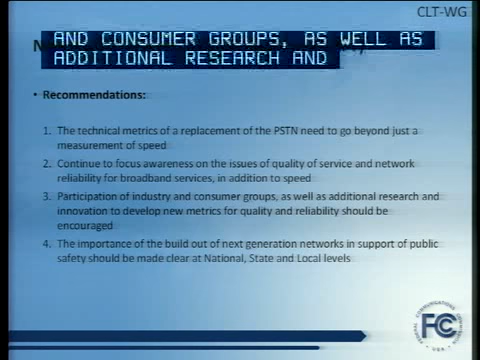 CLT-WG
AND CONSUMER GROUPS, AS WELL AS
ADDITIONAL RESEARCH AND
• Recommendations:
1. The technical metrics of a replacement of the PSTN need to go beyond just a
measurement of speed
2. Continue to focus awareness on the issues of quality of service and network
reliability for broadband services, in addition to speed
3. Participation of industry and consumer groups, as well as additional research and
innovation to develop new metrics for quality and reliability should be
encouraged
4. The importance of the build out of next generation networks in support of public
safety should be made clear at National, State and Local levels
FEDERAL COMMUNICATIONS COMMISSION
FCC
USA